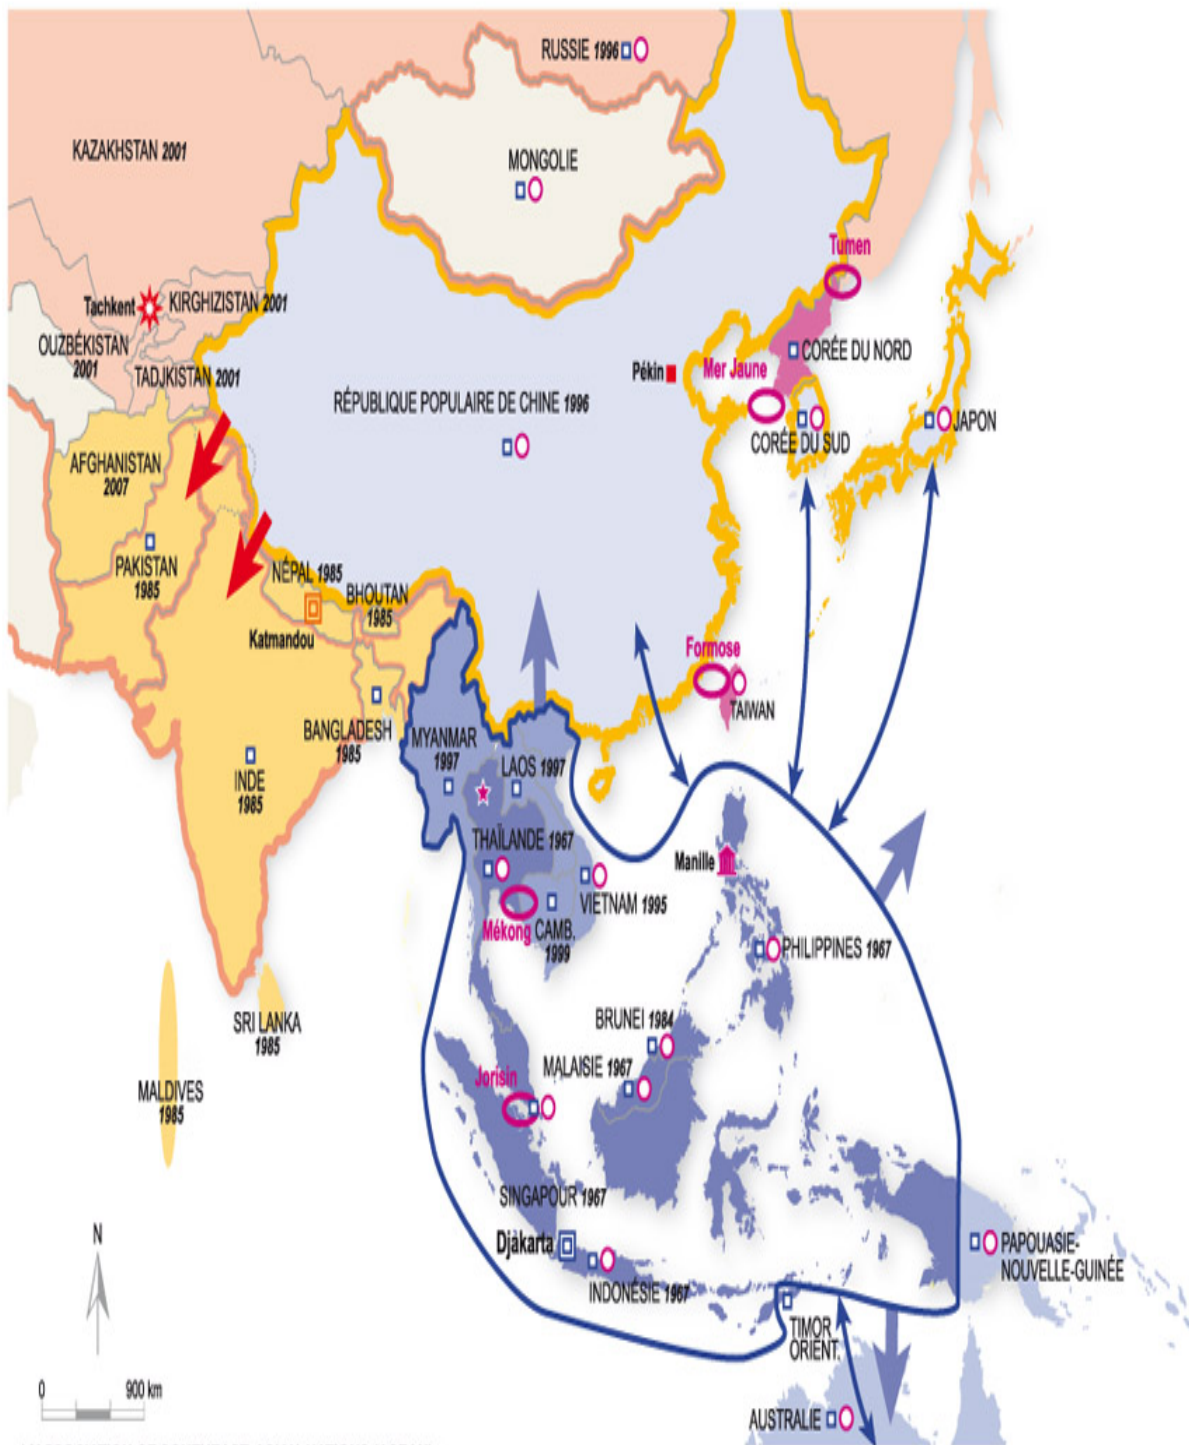 RUSSIE 1996
KAZAKHSTAN 2001
MONGOLIE
Tumen
Tachkent
KIRGHIZISTAN 2001
OUZBÉKISTAN
2001
TADJKISTAN 2001
CORÉE DU NORD
Pékin
Mer Jaune
RÉPUBLIQUE POPULAIRE DE CHINE 1996
CORÉE DU SUD
JAPON
AFGHANISTAN
2007
PAKISTAN
1985
NÉPAL 1985
BHOUTAN
1985
Katmandou
Formose
TAIWAN
BANGLADESH
1985
MYANMAR
1997
LAOS 1997
INDE
1985
THAÏLANDE 1967
Manille
VIETNAM 1995
Mékong
CAMB.
1999
PHILIPPINES 1967
SRI LANKA
1985
BRUNEI 1984
MALAISIE 1967
Jorisin
MALDIVES
1985
SINGAPOUR 1967
Djakarta
INDONÉSIE 1967
PAPOUASIE-
NOUVELLE-GUINÉE
TIMOR
ORIENT.
N
0 900 km
AUSTRALIE